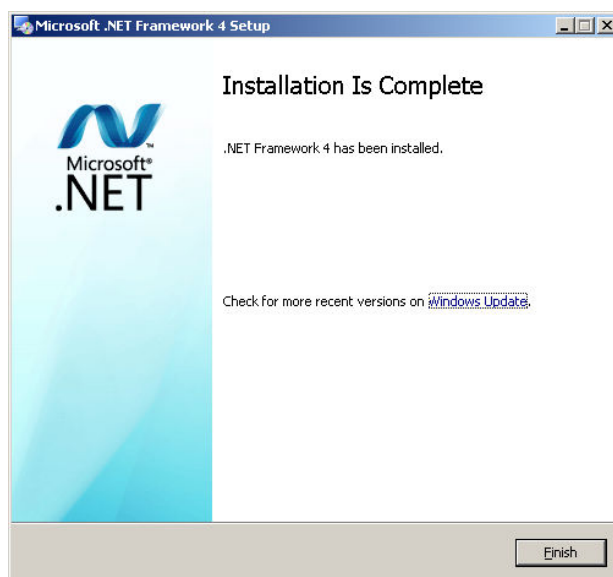 Microsoft .NET Framework 4 Setup
Installation Is Complete
Microsoft®
.NET
™
.NET Framework 4 has been installed.
Check for more recent versions on Windows Update.
Finish